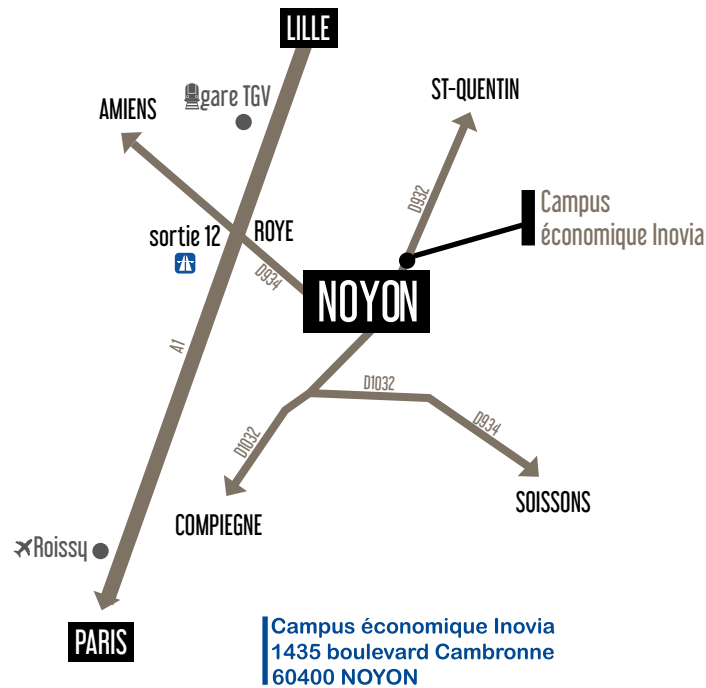 LILLE
gare TGV
ST-QUENTIN
AMIENS
D932
Campus
économique Inovia
sortie 12
ROYE
D934
NOYON
A1
D1032
D934
D1032
SOISSONS
COMPIEGNE
Roissy
PARIS
Campus économique Inovia
1435 boulevard Cambronne
60400 NOYON